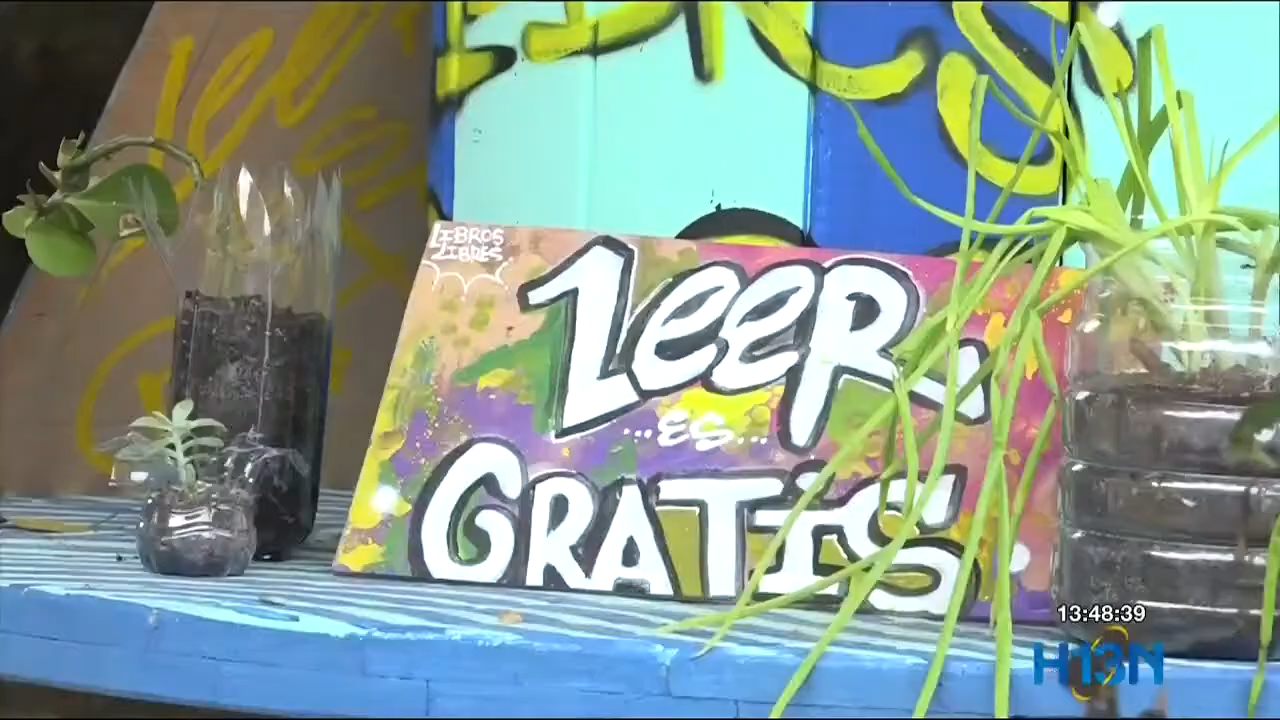 LIBROS
LIBRES.
LEER
...ES...
GRATIS.
13:48:39
H13N